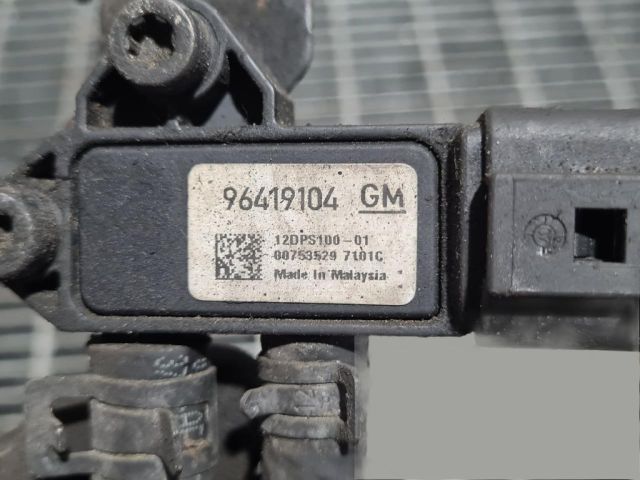 96419104 GM
12DPS100-01
00753529 7101C
Made In Malaysia